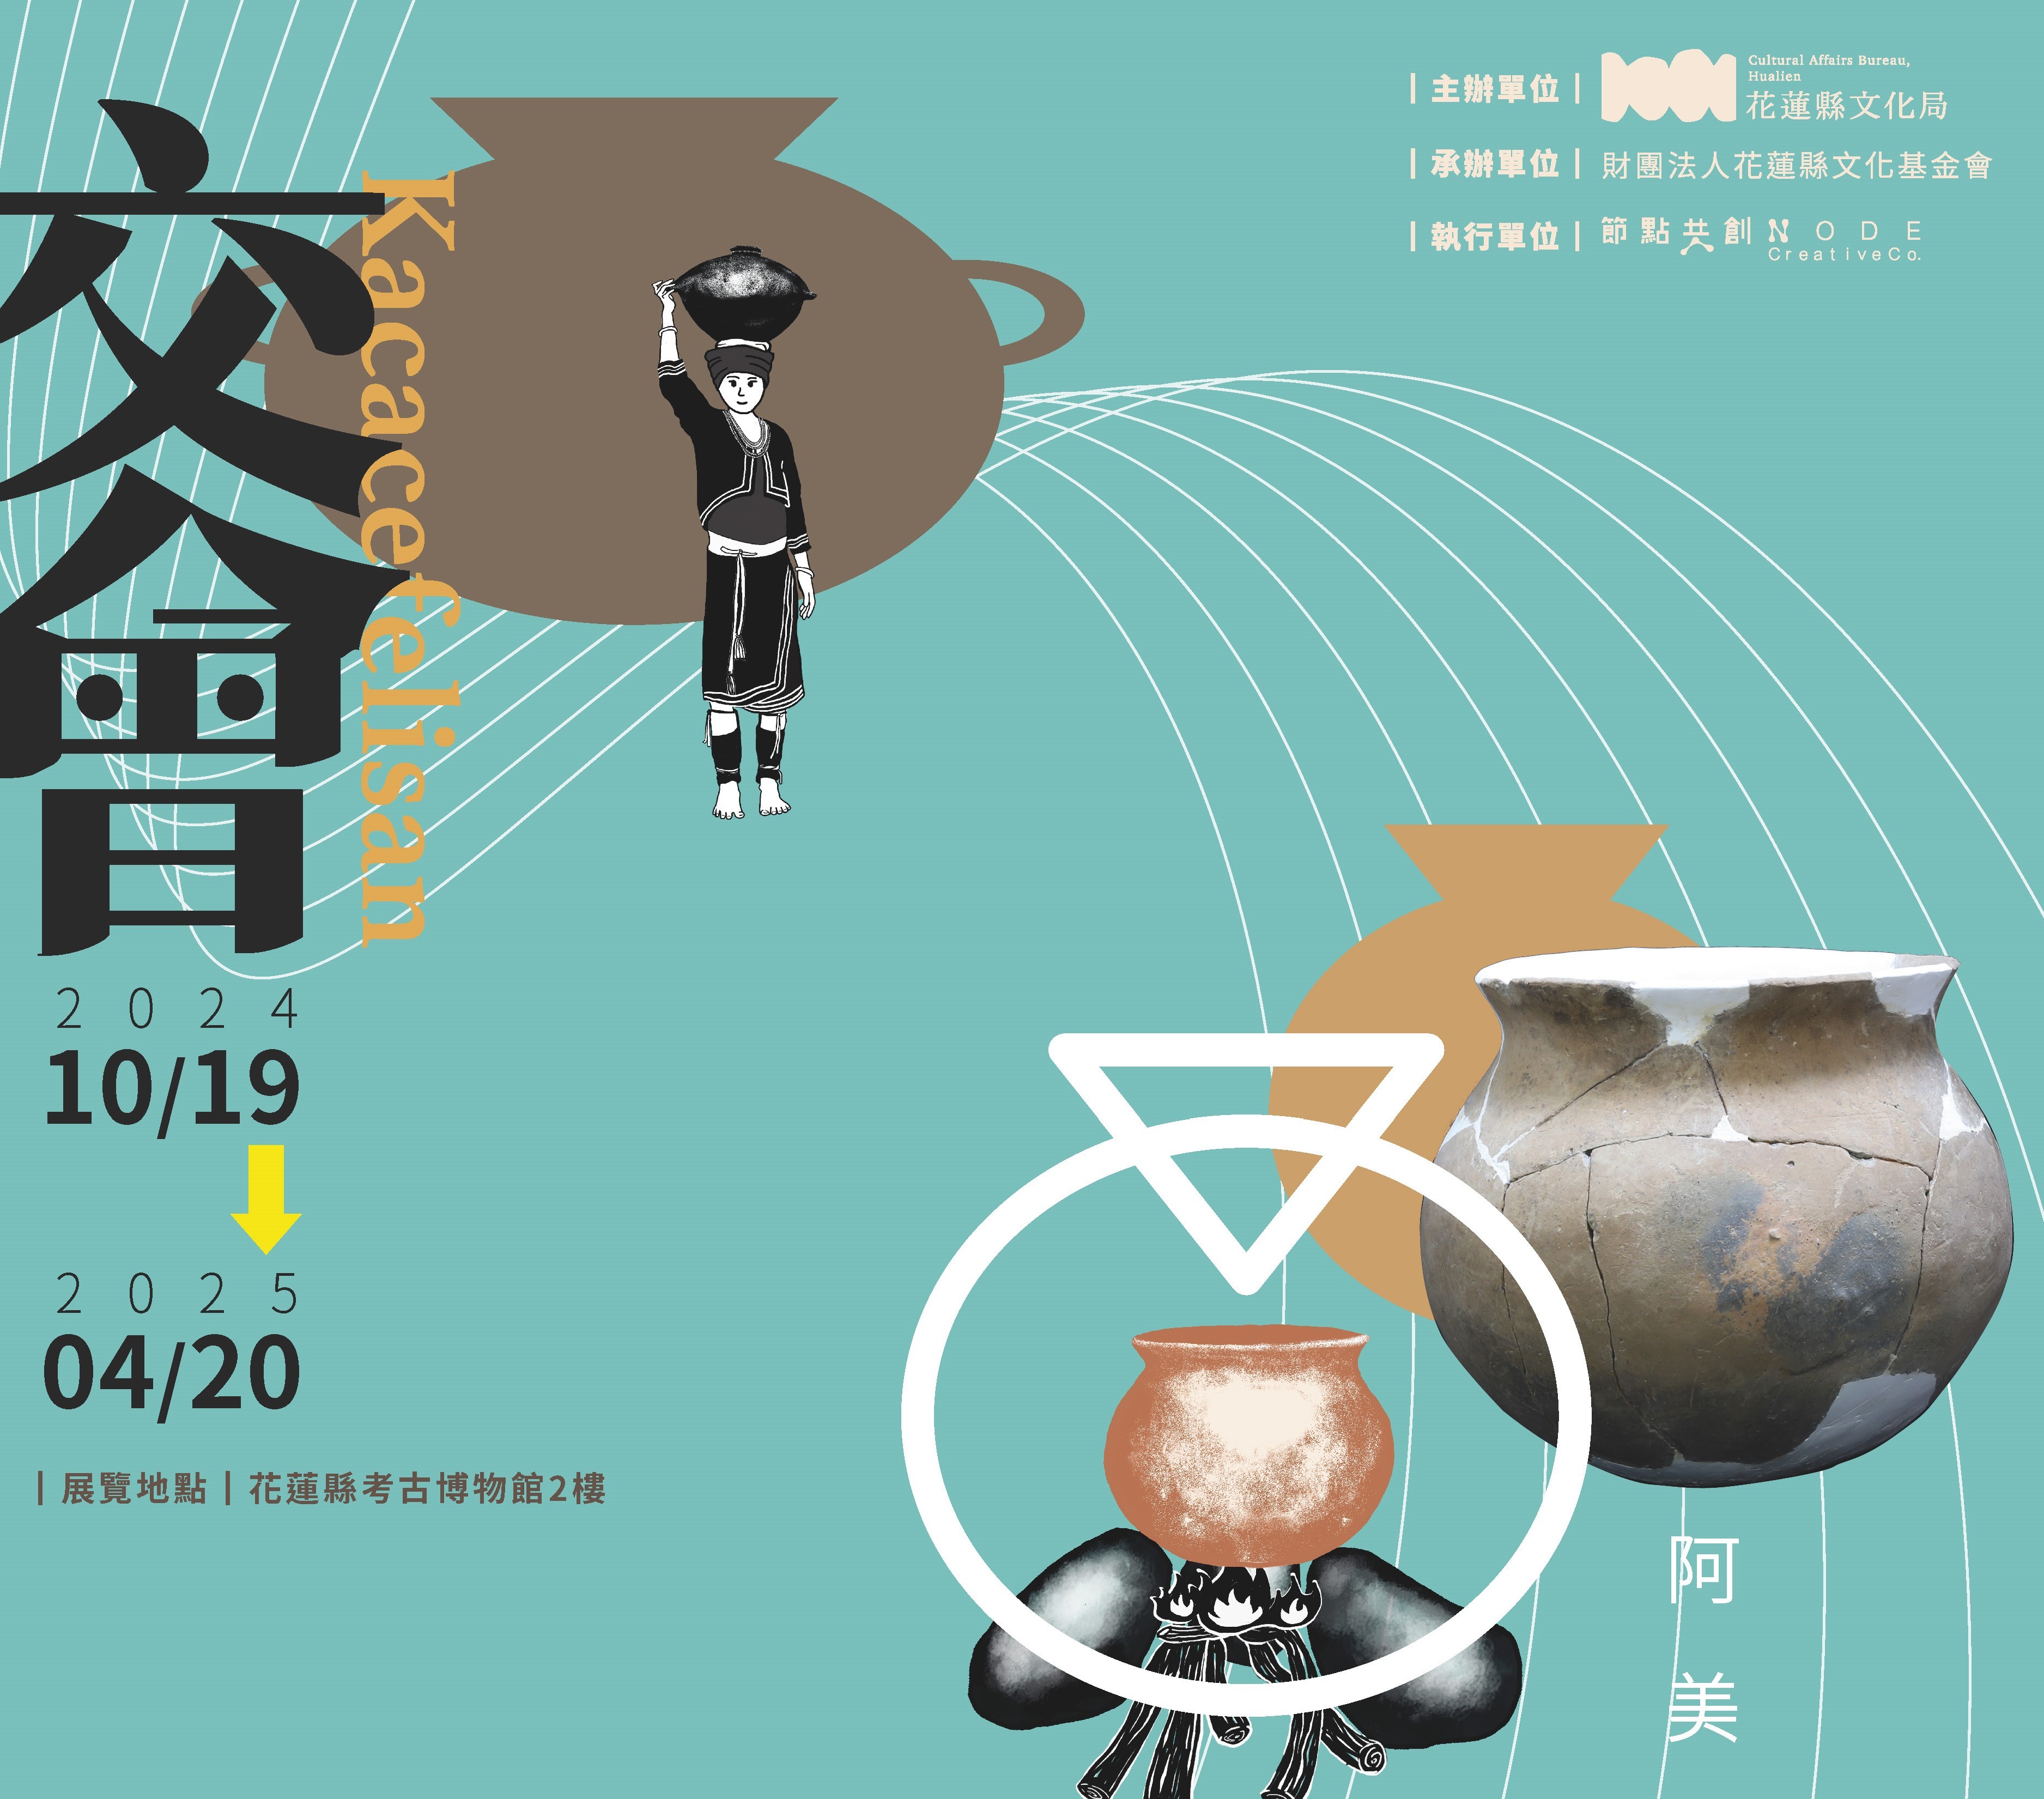 交會
Kacacefelisan
2024
10/19
2025
04/20
|展覽地點|花蓮縣考古博物館2樓
|主辦單位|
Cultural Affairs Bureau,
Hualien
花蓮縣文化局
|承辦單位|財團法人花蓮縣文化基金會
|執行單位|節點共創 NODE
CreativeCo.
阿美